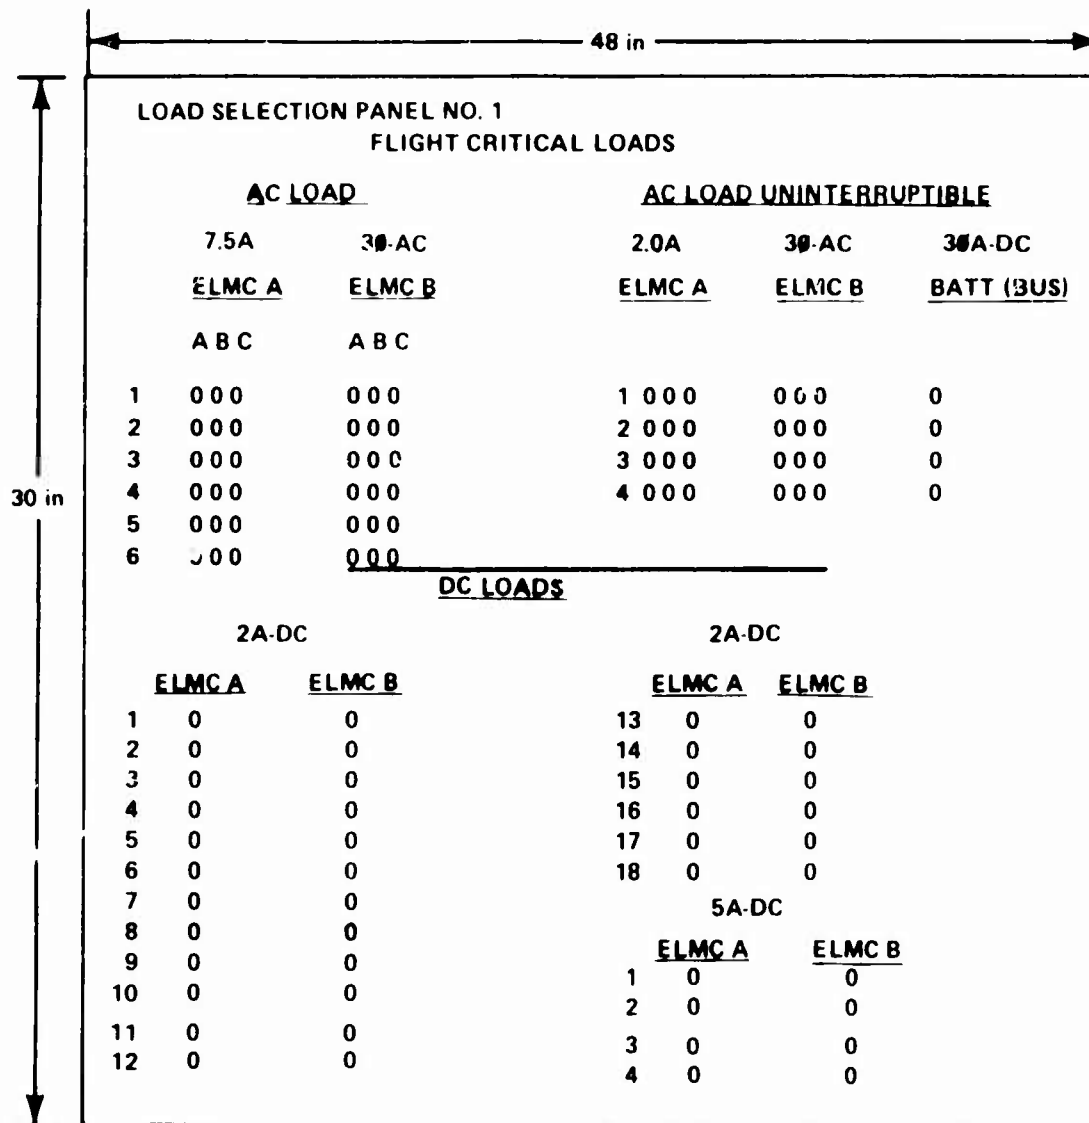 48 in
30 in
LOAD SELECTION PANEL NO. 1
FLIGHT CRITICAL LOADS
AC LOAD
AC LOAD UNINTERRUPTIBLE
7.5A 3ø-AC 2.0A 3ø-AC 3øA-DC
ELMC A ELMC B ELMC A ELMC B BATT (BUS)
A B C A B C
1 0 0 0 0 0 0 1 0 0 0 0 0 0 0
2 0 0 0 0 0 0 2 0 0 0 0 0 0 0
3 0 0 0 0 0 0 3 0 0 0 0 0 0 0
4 0 0 0 0 0 0 4 0 0 0 0 0 0 0
5 0 0 0 0 0 0
6 0 0 0 0 0 0
DC LOADS
2A-DC
ELMC A ELMC B
1 0 0
2 0 0
3 0 0
4 0 0
5 0 0
6 0 0
7 0 0
8 0 0
9 0 0
10 0 0
11 0 0
12 0 0
2A-DC
ELMC A ELMC B
13 0 0
14 0 0
15 0 0
16 0 0
17 0 0
18 0 0
5A-DC
ELMC A ELMC B
1 0 0
2 0 0
3 0 0
4 0 0